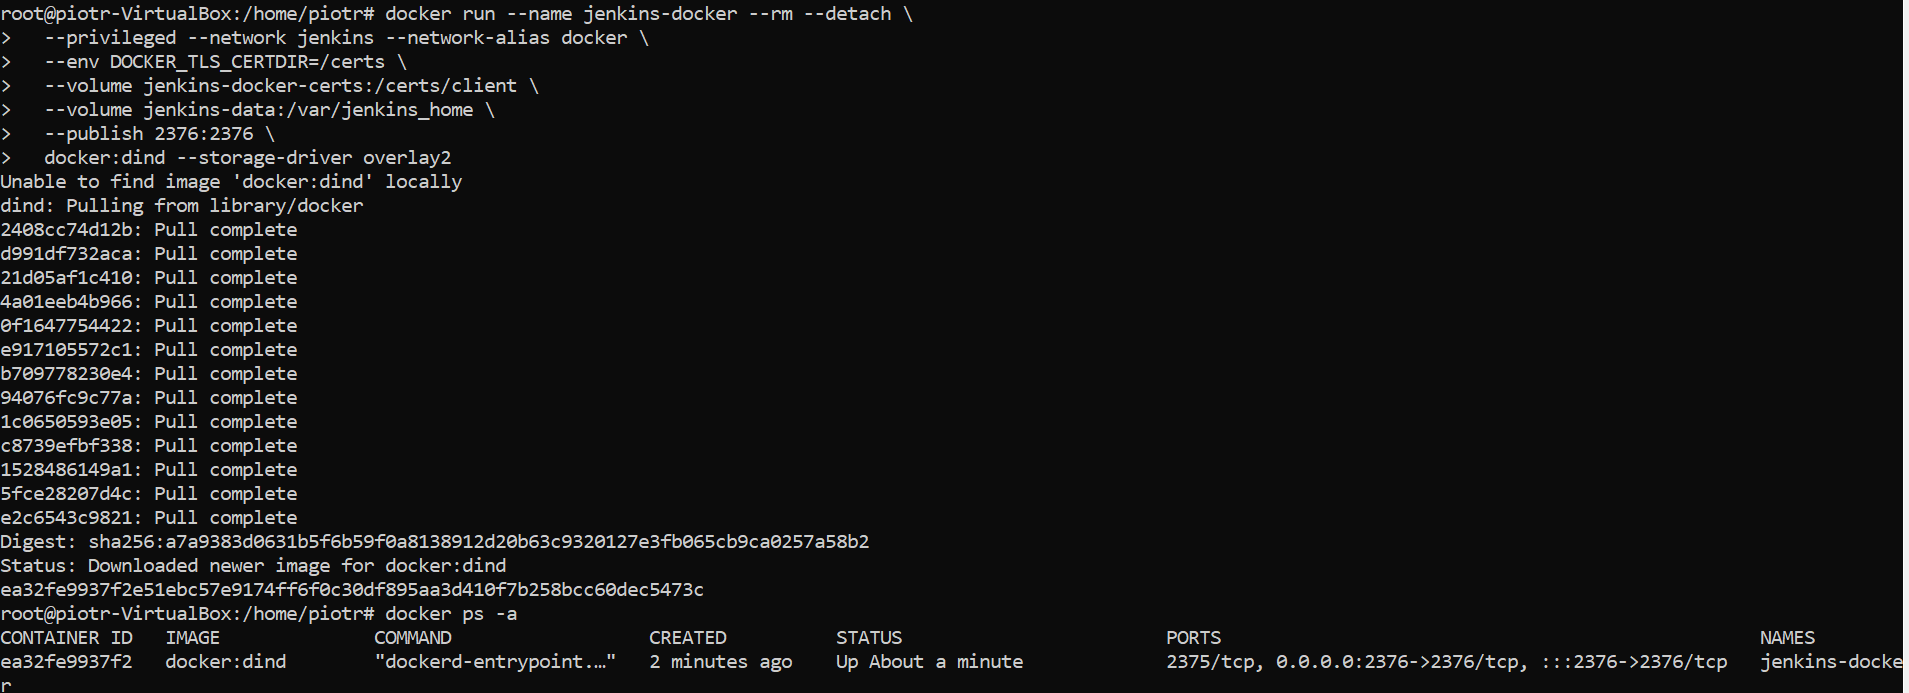 root@piotr-VirtualBox:/home/piotr# docker run --name jenkins-docker --rm --detach \
>   --privileged --network jenkins --network-alias docker \
>   --env DOCKER_TLS_CERTDIR=/certs \
>   --volume jenkins-docker-certs:/certs/client \
>   --volume jenkins-data:/var/jenkins_home \
>   --publish 2376:2376 \
>   docker:dind --storage-driver overlay2
Unable to find image 'docker:dind' locally
dind: Pulling from library/docker
2408cc74d12b: Pull complete
d991df732aca: Pull complete
21d05af1c410: Pull complete
4a01eeb4b966: Pull complete
0f1647754422: Pull complete
e917105572c1: Pull complete
b709778230e4: Pull complete
94076fc9c77a: Pull complete
1c0650593e05: Pull complete
c8739efbf338: Pull complete
1528486149a1: Pull complete
5fce28207d4c: Pull complete
e2c6543c9821: Pull complete
Digest: sha256:a7a9383d0631b5f6b59f0a8138912d20b63c9320127e3fb065cb9ca0257a58b2
Status: Downloaded newer image for docker:dind
ea32fe9937f2e51ebc57e9174ff6f0c30df895aa3d410f7b258bcc60dec5473c
root@piotr-VirtualBox:/home/piotr# docker ps -a
CONTAINER ID   IMAGE              COMMAND                  CREATED          STATUS                        PORTS                                                 NAMES
ea32fe9937f2   docker:dind        "dockerd-entrypoint.…"   2 minutes ago    Up About a minute             2375/tcp, 0.0.0.0:2376->2376/tcp, :::2376->2376/tcp   jenkins-docke
r